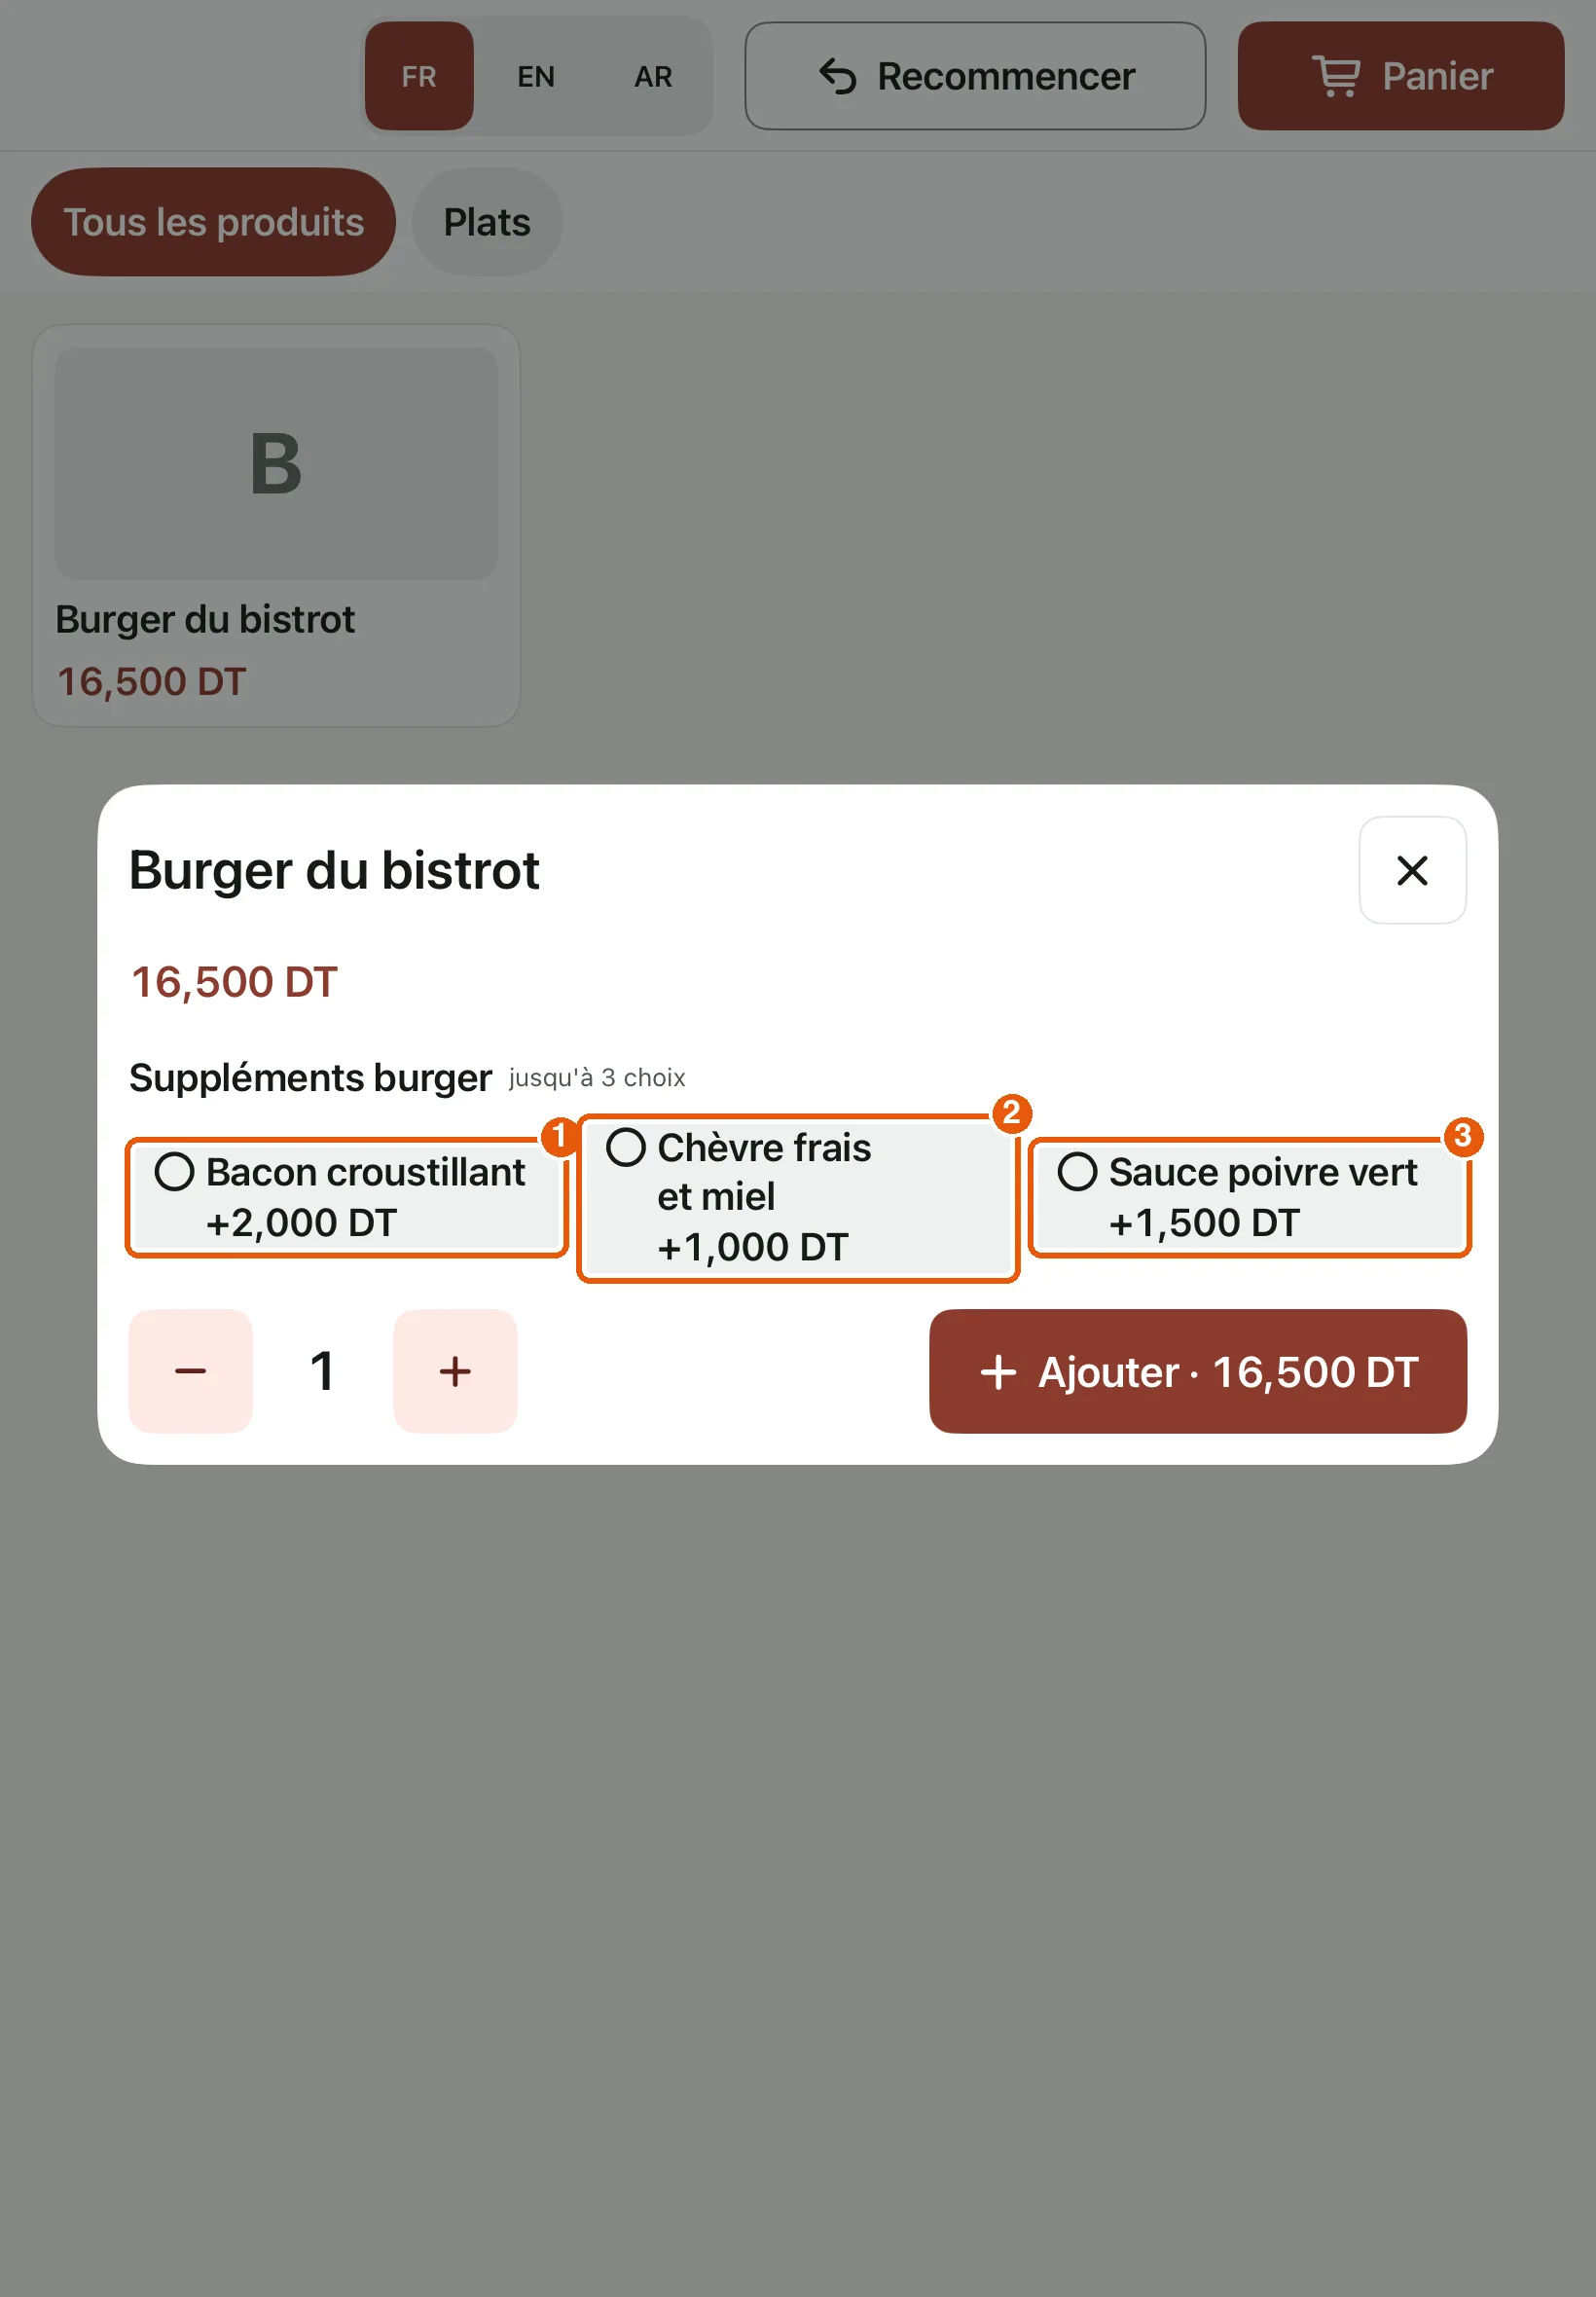 FR EN AR Recommencer Panier
Tous les produits Plats
B
Burger du bistrot
16,500 DT
Burger du bistrot
16,500 DT
Suppléments burger jusqu'à 3 choix
1
Bacon croustillant
+2,000 DT
2
Chèvre frais
et miel
+1,000 DT
3
Sauce poivre vert
+1,500 DT
1
Ajouter · 16,500 DT